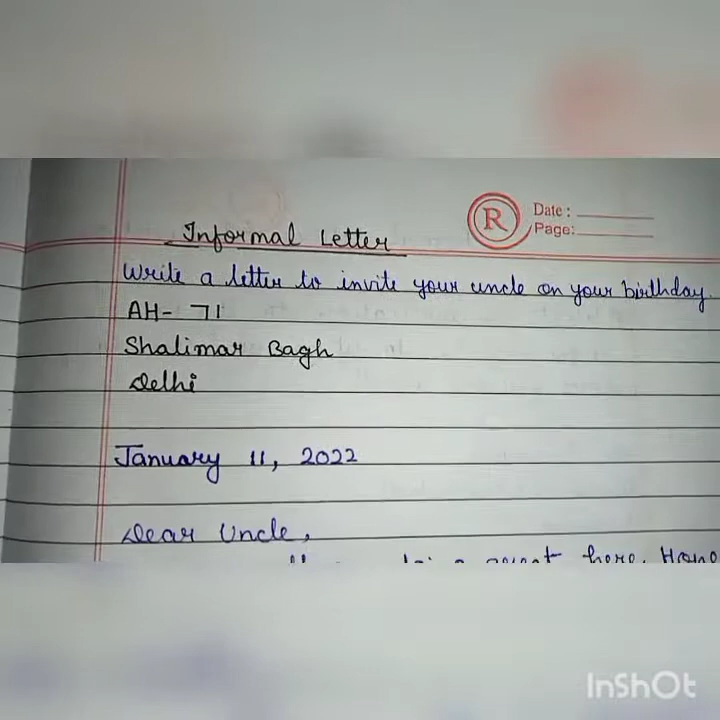 R
Date :
Page:
Informal Letter
Write a letter to invite your uncle on your birthday.
AH- 71
Shalimar Bagh
Delhi
January 11, 2022
Dear Uncle,
here.
InShOt